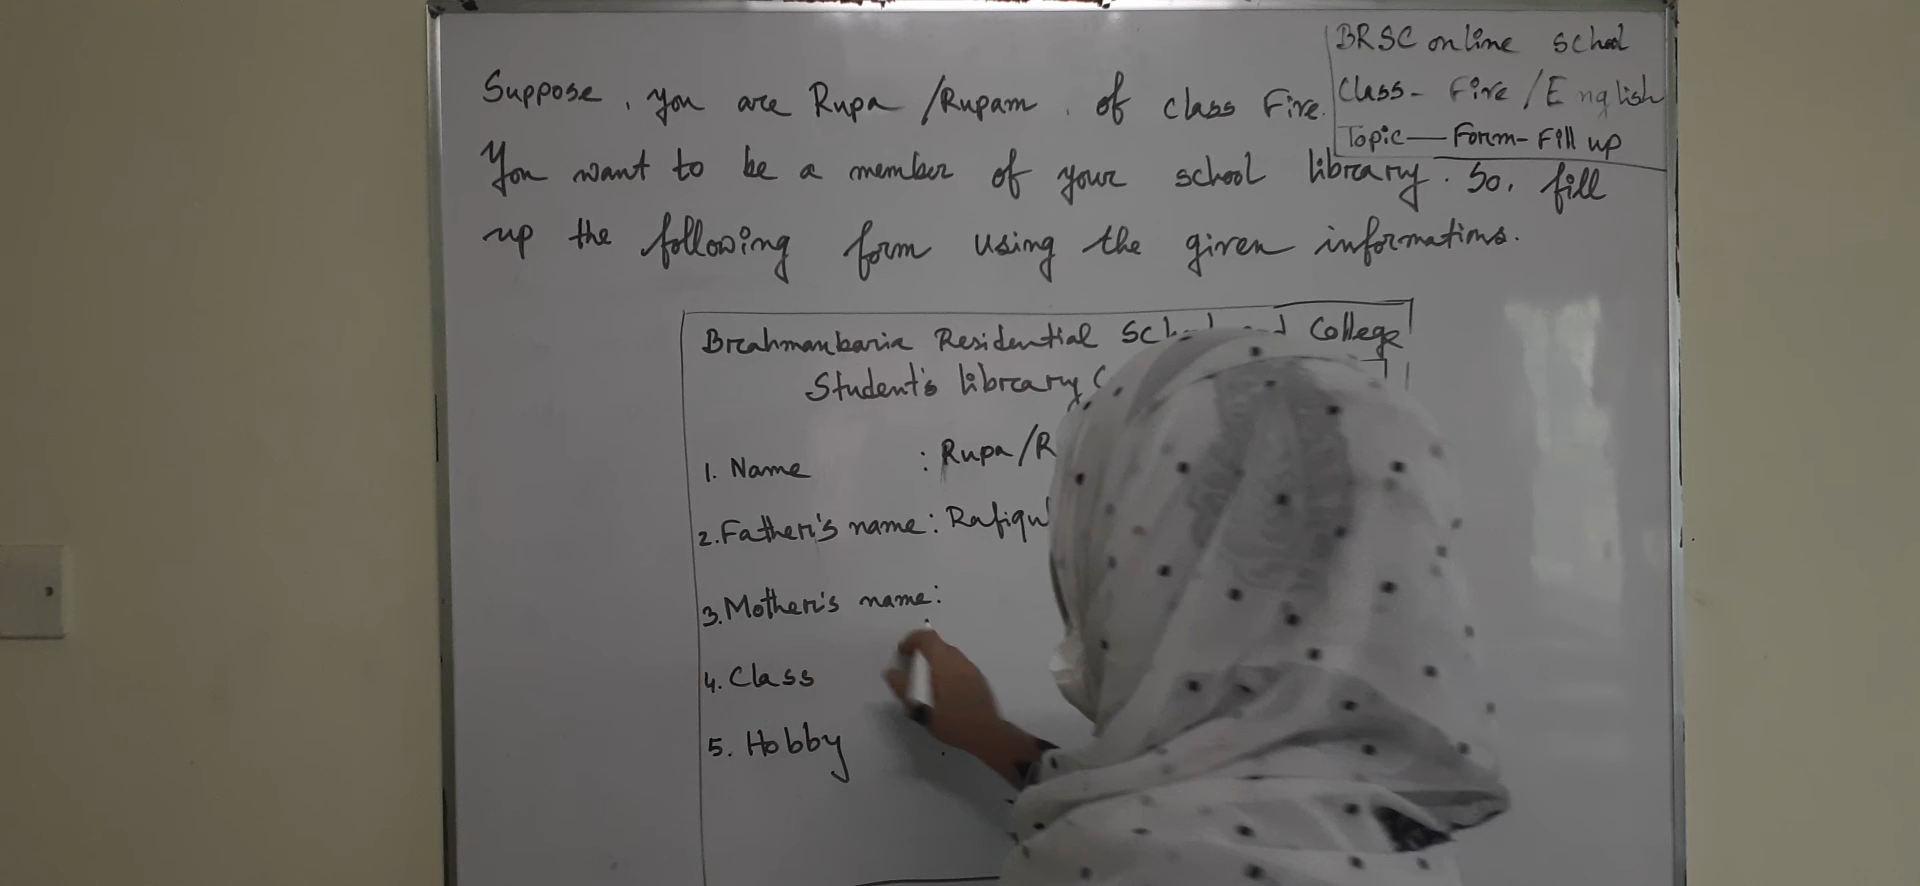 BRSC online School
Class- Five/English
Topic — Form-Fill up
Suppose, you are Rupa/Rupam, of class Five.
You want to be a member of your school library. So, fill
up the following form using the given informations.
Brahmanbaria Residential College
Student's library
1. Name : Rupa/R
2. Father's name: Rafiqu
3. Mother's name:
4. Class
5. Hobby